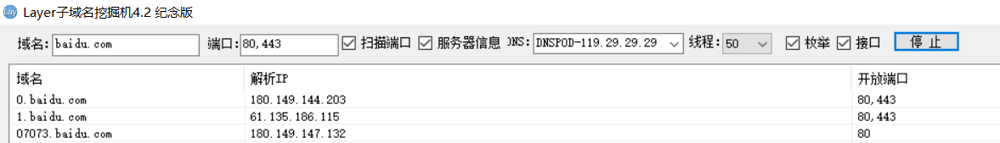 Lay Layer子域名挖掘机4.2 纪念版
域名: baidu.com 端口: 80,443 扫描端口 服务器信息 DNS: DNSPOD-119.29.29.29 线程: 50 枚举 接口 停 止
域名 解析IP 开放端口
0.baidu.com 180.149.144.203 80,443
1.baidu.com 61.135.186.115 80,443
07073.baidu.com 180.149.147.132 80